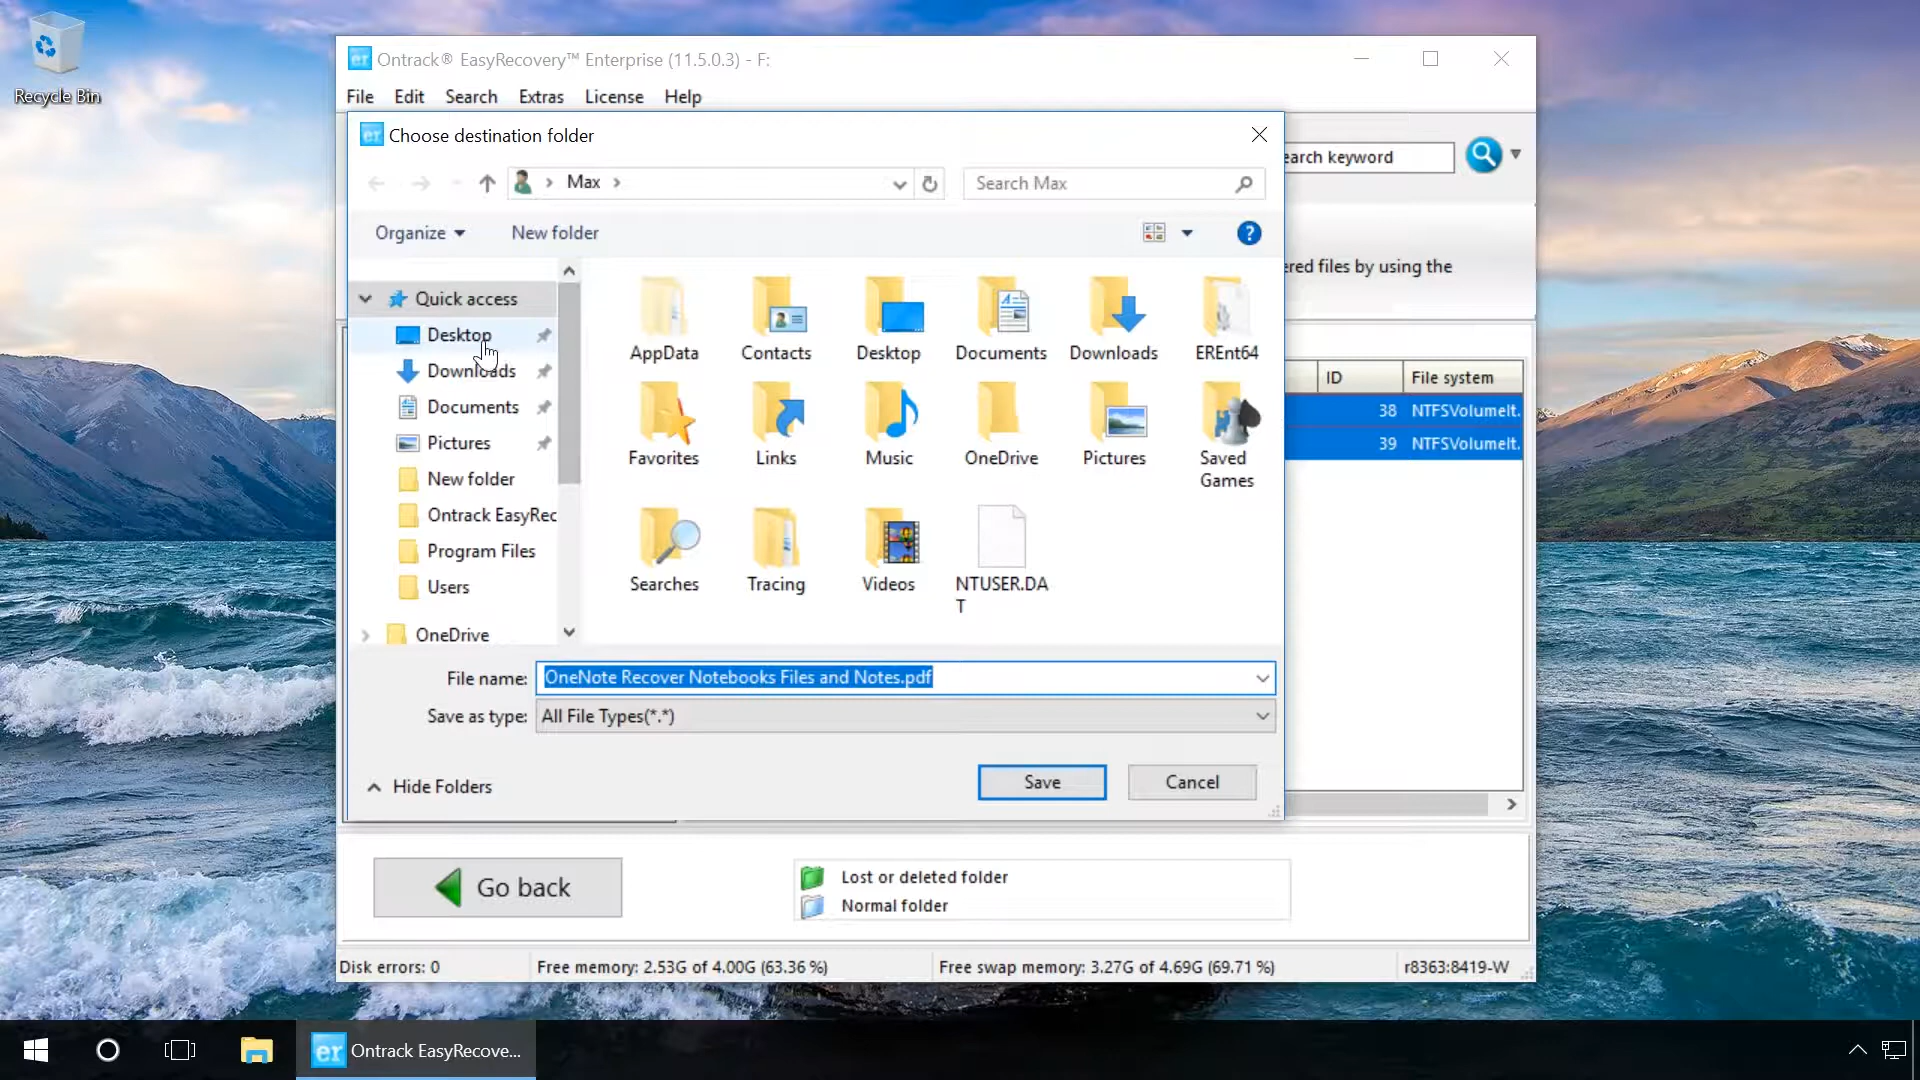 Recycle Bin
er Ontrack® EasyRecovery™ Enterprise (11.5.0.3) - F:
File Edit Search Extras License Help
er Choose destination folder
Max
Search Max
earch keyword
Organize
New folder
?
ered files by using the
Quick access
Desktop
Downloads
Documents
Pictures
New folder
Ontrack EasyRec
Program Files
Users
OneDrive
AppData
Contacts
Desktop
Documents
Downloads
EREnt64
Favorites
Links
Music
OneDrive
Pictures
Saved
Games
Searches
Tracing
Videos
NTUSER.DA
T
ID File system
38 NTFSVolumeIt.
39 NTFSVolumeIt.
File name: OneNote Recover Notebooks Files and Notes.pdf
Save as type: All File Types(*.*)
Hide Folders
Save
Cancel
Go back
Lost or deleted folder
Normal folder
Disk errors: 0
Free memory: 2.53G of 4.00G (63.36 %)
Free swap memory: 3.27G of 4.69G (69.71 %)
r8363:8419-W
er Ontrack EasyRecove...